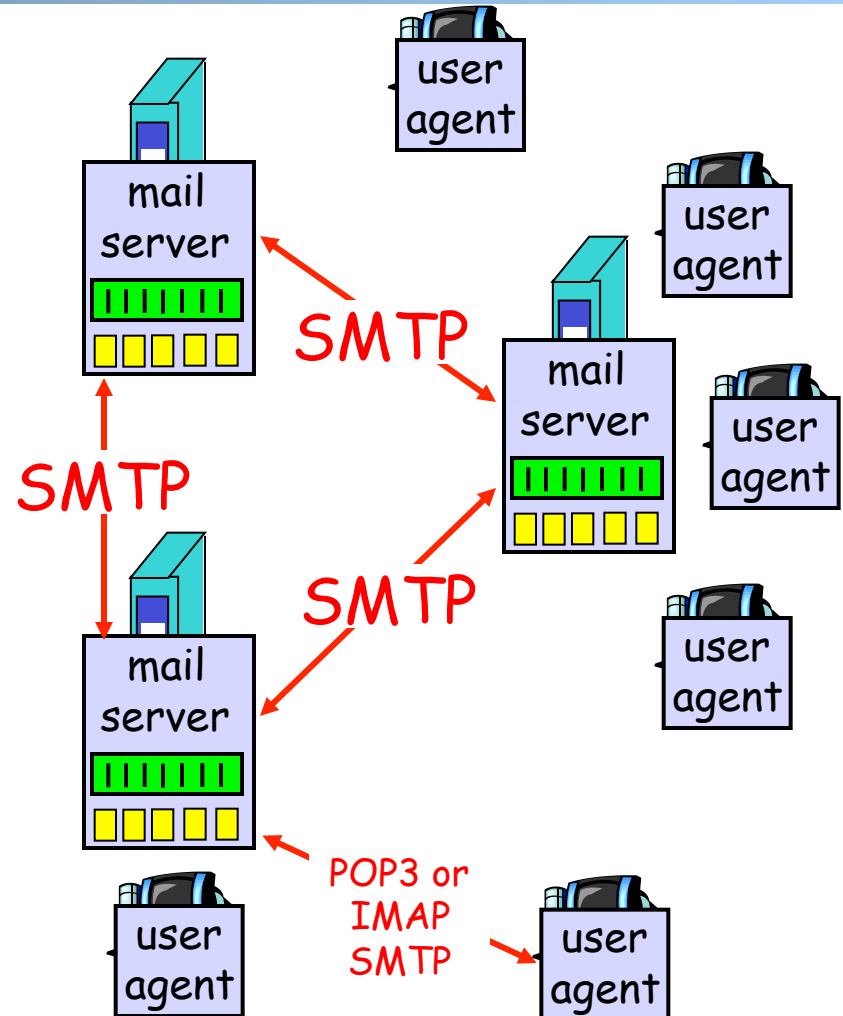 user
agent
mail
server
user
agent
SMTP
mail
server
user
agent
SMTP
SMTP
mail
server
user
agent
POP3 or
IMAP
SMTP
user
agent
user
agent